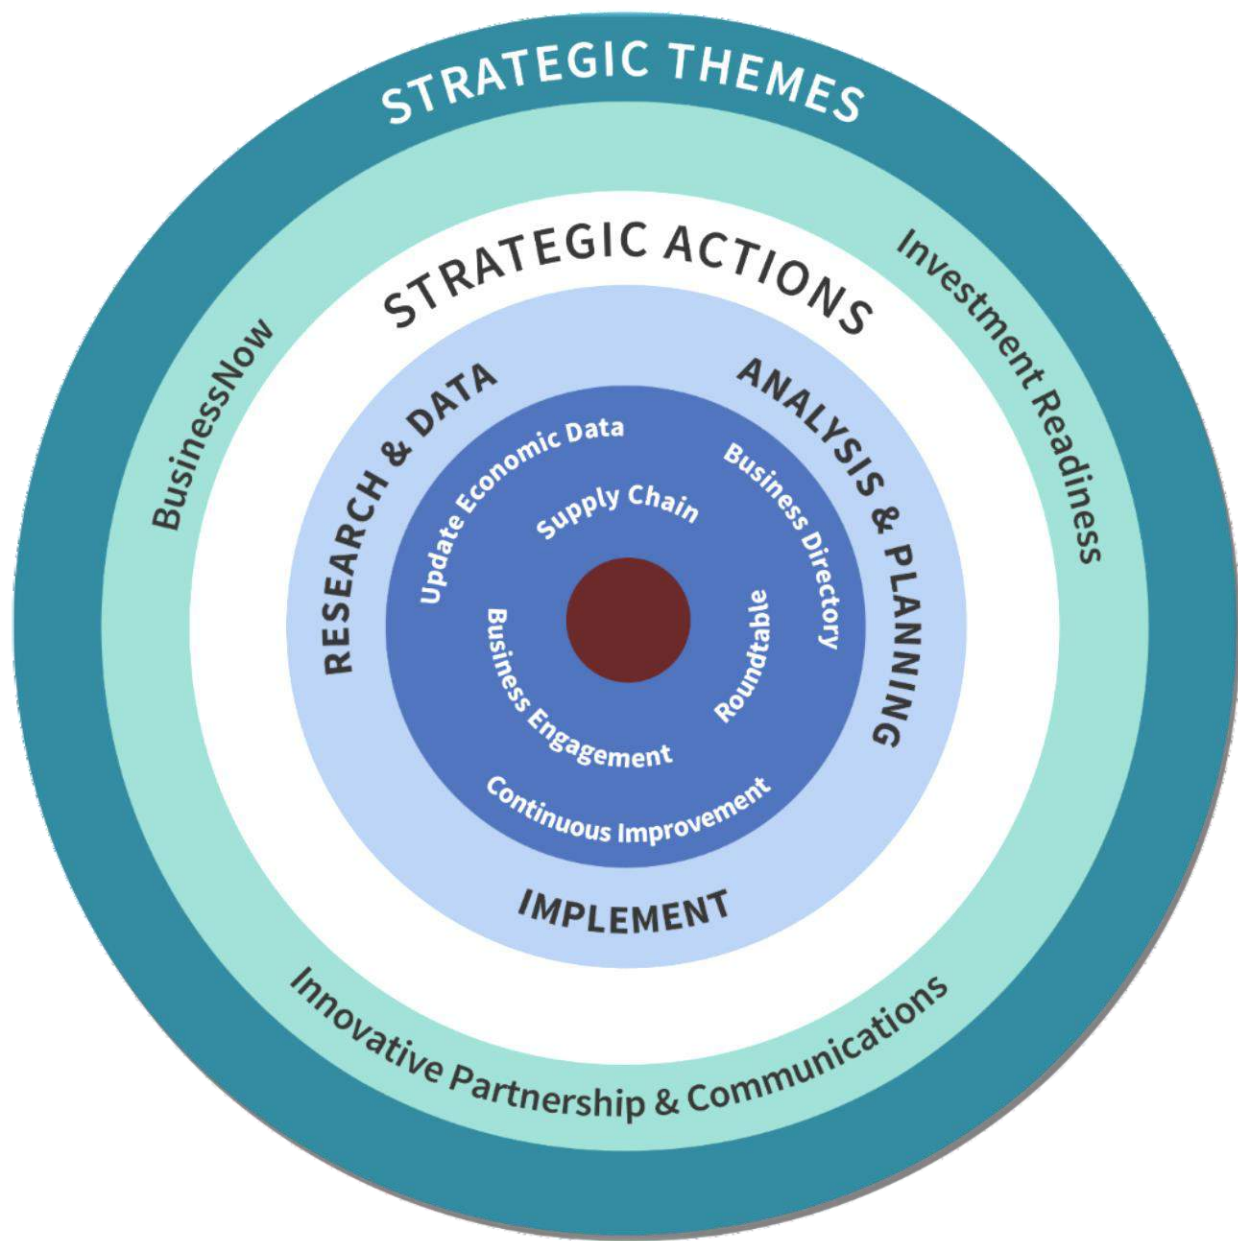 STRATEGIC THEMES
BusinessNow
Investment Readiness
Innovative Partnership & Communications
STRATEGIC ACTIONS
RESEARCH & DATA
ANALYSIS & PLANNING
IMPLEMENT
Update Economic Data
Business Directory
Continuous Improvement
Supply Chain
Roundtable
Business Engagement